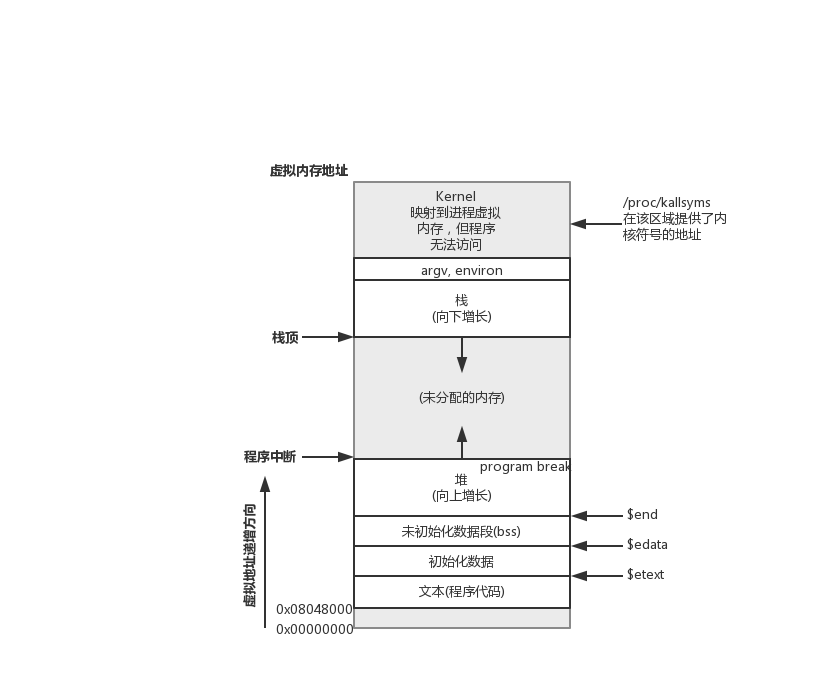 虚拟内存地址
Kernel
映射到进程虚拟
内存，但程序
无法访问
/proc/kallsyms
在该区域提供了内
核符号的地址
argv, environ
栈
(向下增长)
栈顶
(未分配的内存)
程序中断
program break
堆
(向上增长)
$end
未初始化数据段(bss)
$edata
初始化数据
$etext
文本(程序代码)
虚拟地址递增方向
0x08048000
0x00000000